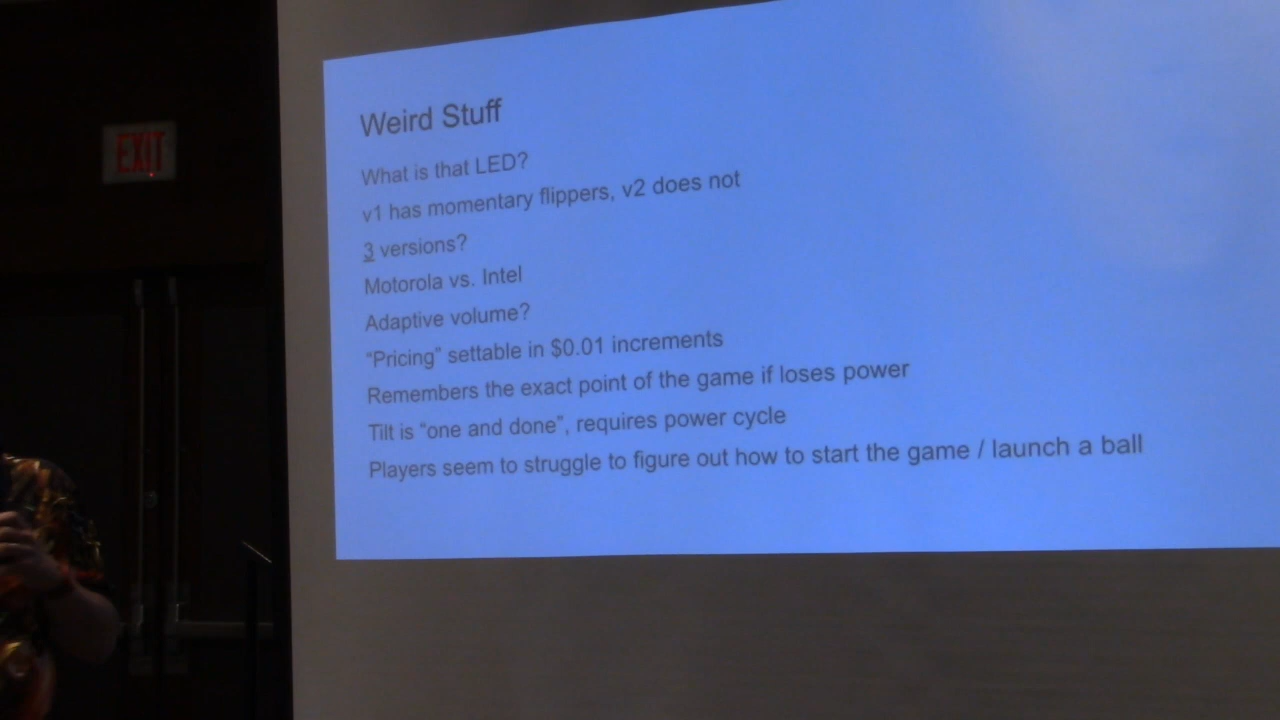 EXIT
Weird Stuff
What is that LED?
v1 has momentary flippers, v2 does not
3 versions?
Motorola vs. Intel
Adaptive volume?
“Pricing” settable in $0.01 increments
Remembers the exact point of the game if loses power
Tilt is “one and done”, requires power cycle
Players seem to struggle to figure out how to start the game / launch a ball